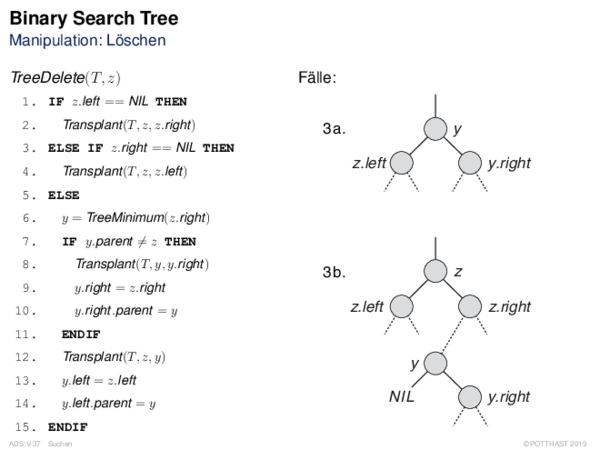 Binary Search Tree
Manipulation: Löschen
TreeDelete(T, z)
1. IF z.left == NIL THEN
2. Transplant(T, z, z.right)
3. ELSE IF z.right == NIL THEN
4. Transplant(T, z, z.left)
5. ELSE
6. y = TreeMinimum(z.right)
7. IF y.parent ≠ z THEN
8. Transplant(T, y, y.right)
9. y.right = z.right
10. y.right.parent = y
11. ENDIF
12. Transplant(T, z, y)
13. y.left = z.left
14. y.left.parent = y
15. ENDIF
Fälle:
3a.
y
z.left
y.right
3b.
z
z.left
z.right
y
NIL
y.right
ADS:V-37 Suchen
©POTTHAST 2019